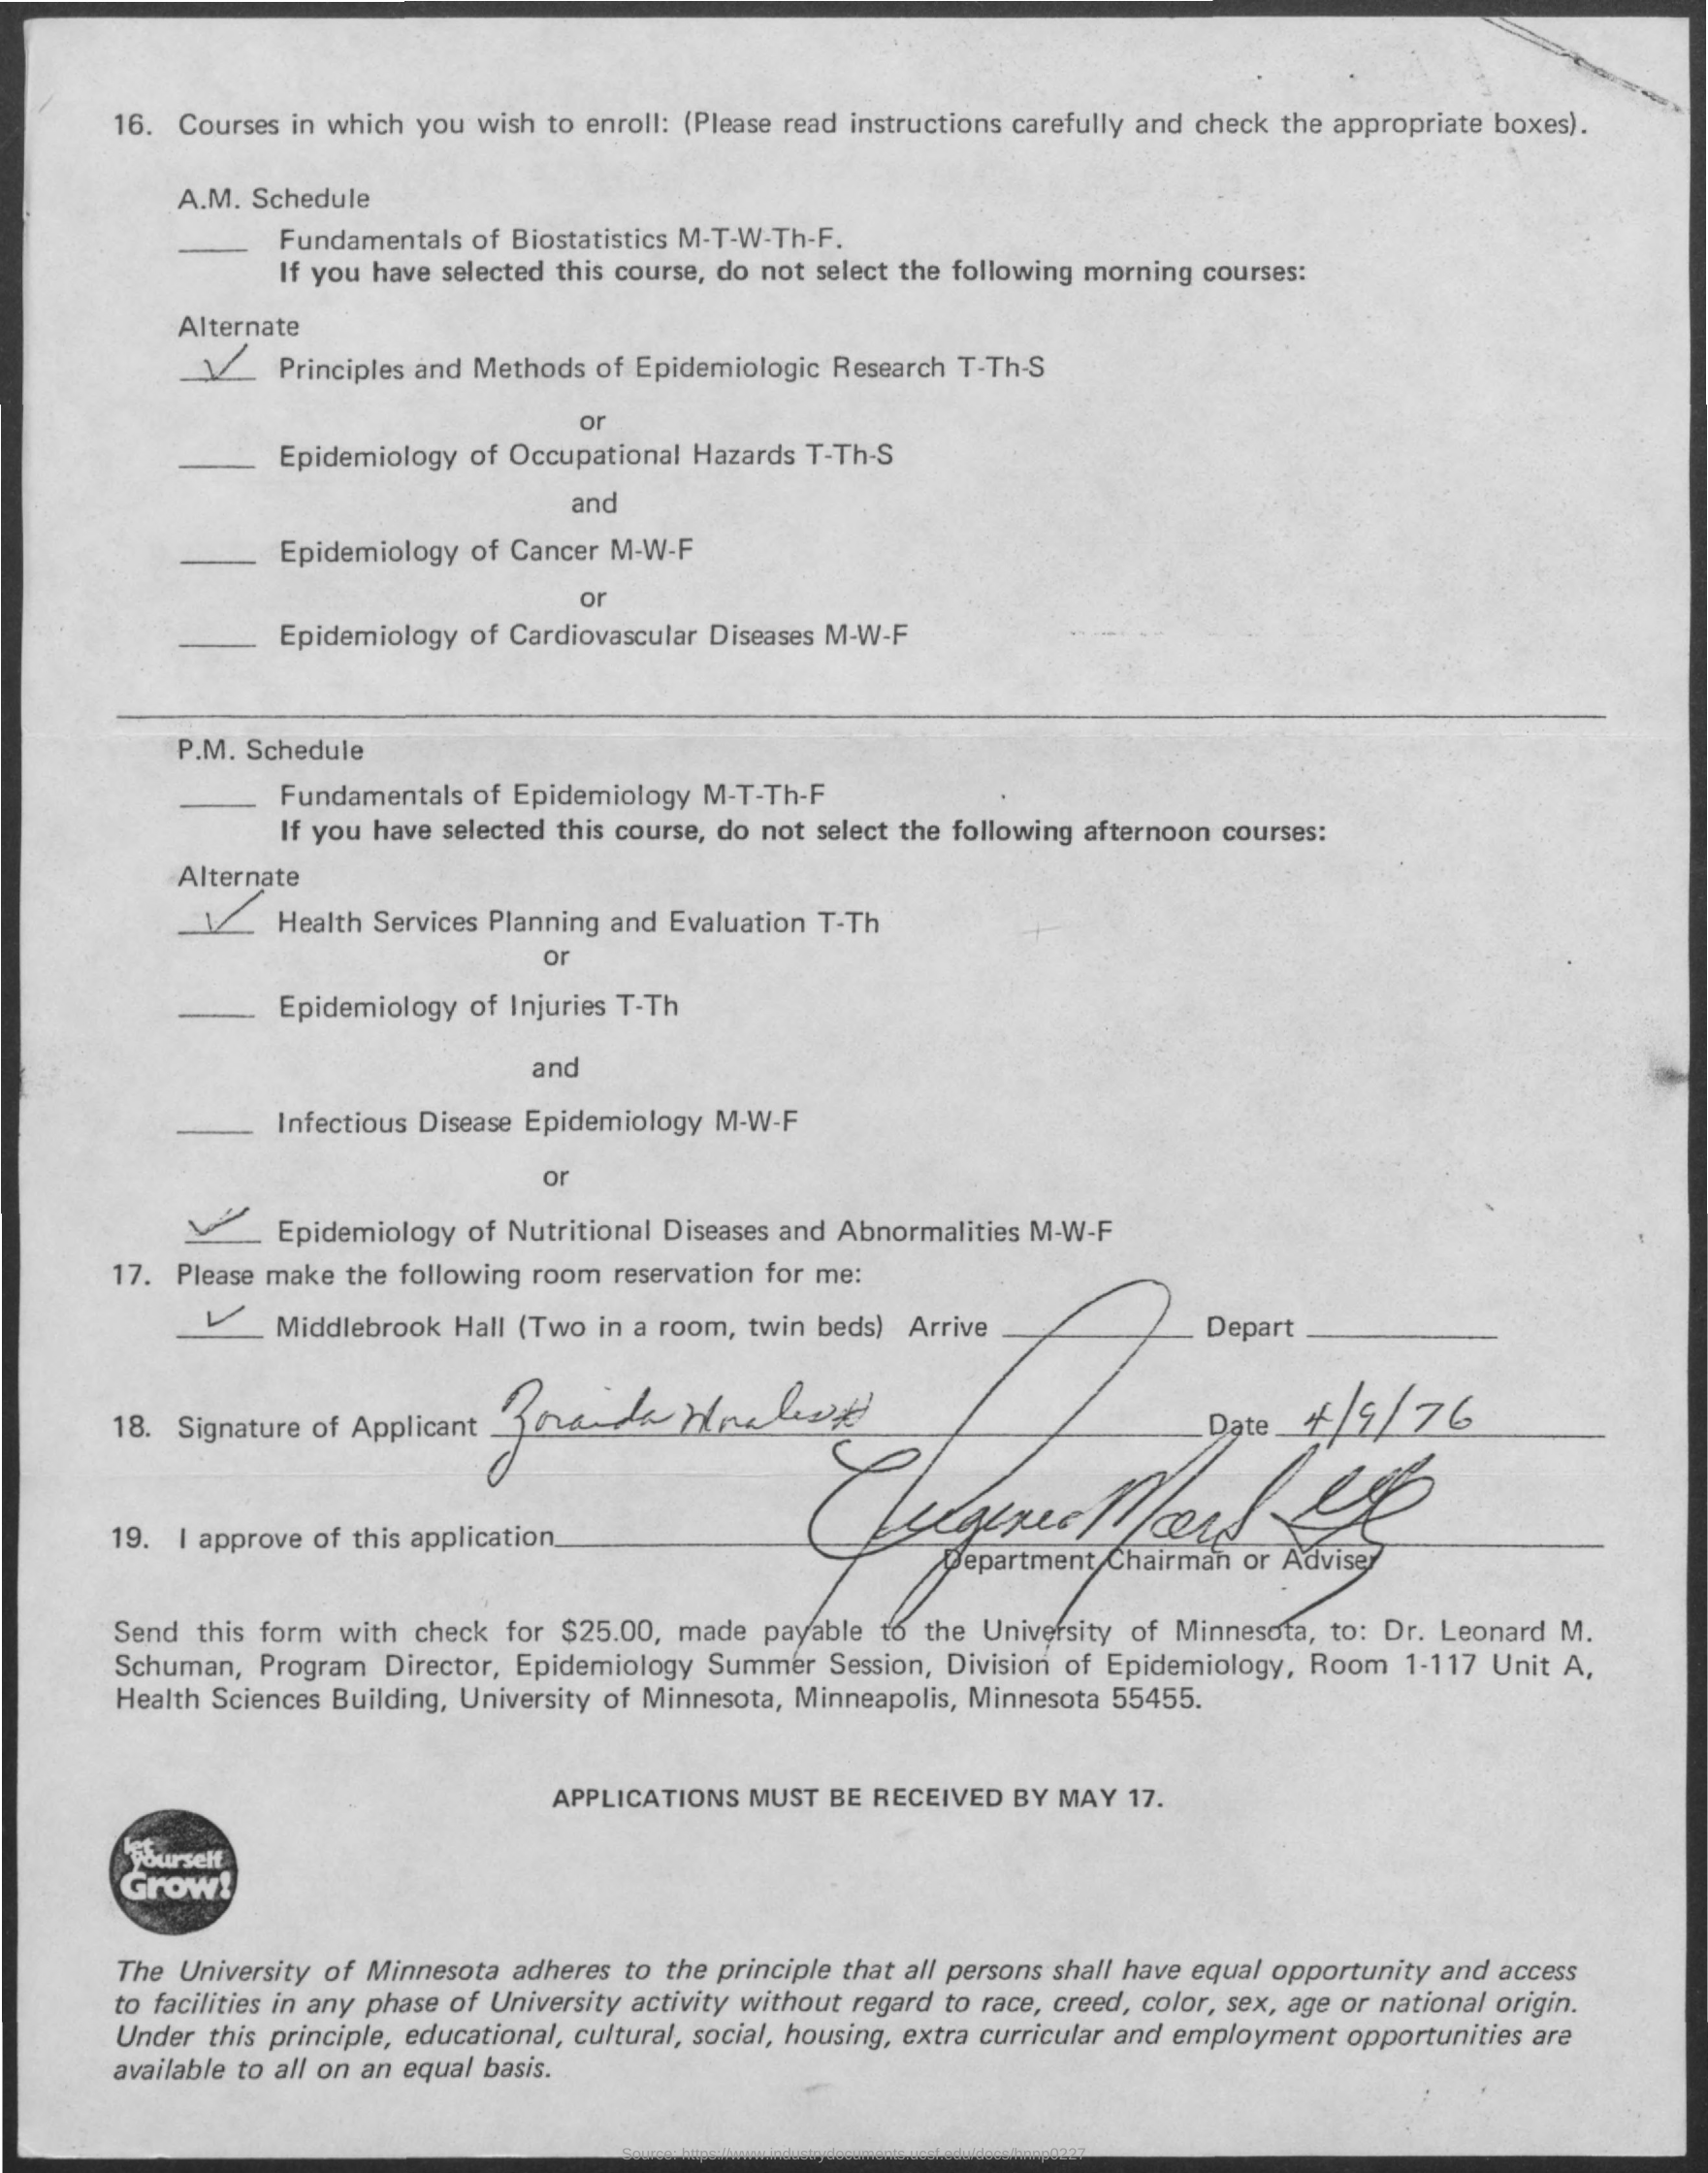 16. Courses in which you wish to enroll: (Please read instructions carefully and check the appropriate boxes).
A.M. Schedule
Fundamentals of Biostatistics M-T-W-Th-F.
If you have selected this course, do not select the following morning courses:
Alternate
✓ Principles and Methods of Epidemiologic Research T-Th-S
or
Epidemiology of Occupational Hazards T-Th-S
and
Epidemiology of Cancer M-W-F
or
Epidemiology of Cardiovascular Diseases M-W-F
P.M. Schedule
Fundamentals of Epidemiology M-T-Th-F
If you have selected this course, do not select the following afternoon courses:
Alternate
✓ Health Services Planning and Evaluation T-Th
or
Epidemiology of Injuries T-Th
and
Infectious Disease Epidemiology M-W-F
or
✓ Epidemiology of Nutritional Diseases and Abnormalities M-W-F
17. Please make the following room reservation for me:
✓ Middlebrook Hall (Two in a room, twin beds) Arrive Depart
18. Signature of Applicant Zoraida Date 4/9/76
19. I approve of this application
Department Chairman or Adviser
Send this form with check for $25.00, made payable to the University of Minnesota, to: Dr. Leonard M.
Schuman, Program Director, Epidemiology Summer Session, Division of Epidemiology, Room 1-117 Unit A,
Health Sciences Building, University of Minnesota, Minneapolis, Minnesota 55455.
APPLICATIONS MUST BE RECEIVED BY MAY 17.
let
yourself
Grow!
The University of Minnesota adheres to the principle that all persons shall have equal opportunity and access
to facilities in any phase of University activity without regard to race, creed, color, sex, age or national origin.
Under this principle, educational, cultural, social, housing, extra curricular and employment opportunities are
available to all on an equal basis.
Source: https://www.industrydocuments.ucsf.edu/docs/hnnp0227